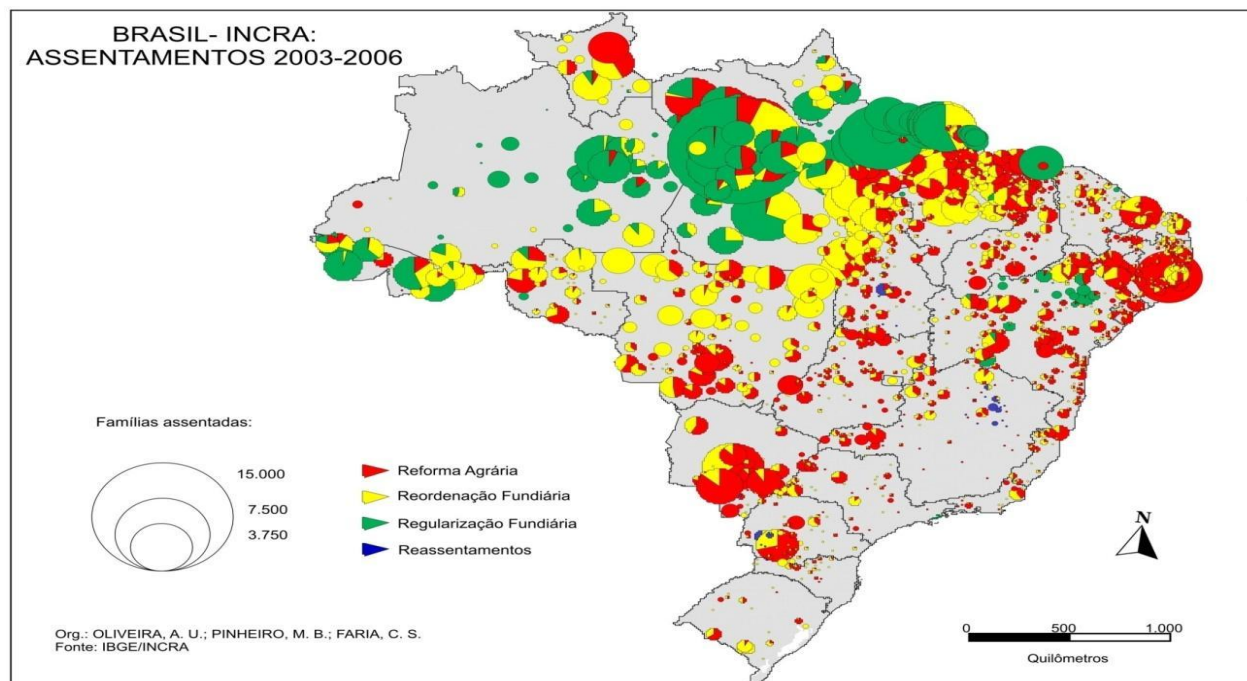 BRASIL- INCRA:
ASSENTAMENTOS 2003-2006
Famílias assentadas:
15.000
7.500
3.750
Reforma Agrária
Reordenação Fundiária
Regularização Fundiária
Reassentamentos
N
Org.: OLIVEIRA, A. U.; PINHEIRO, M. B.; FARIA, C. S.
Fonte: IBGE/INCRA
0 500 1.000
Quilômetros